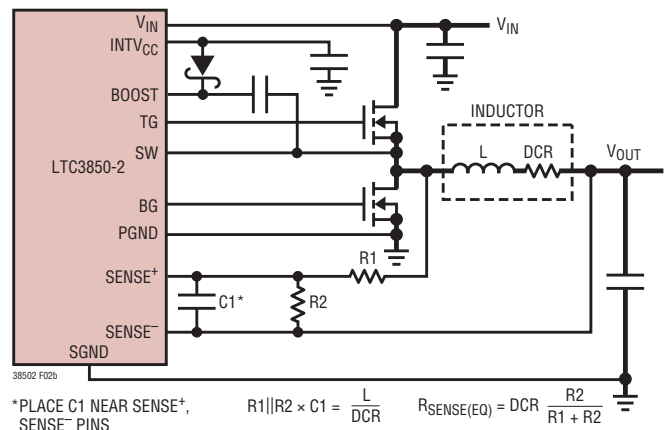 V_IN
INTV_CC
BOOST
TG
SW
LTC3850-2
BG
PGND
SENSE⁺
SENSE⁻
SGND
V_IN
INDUCTOR
L
DCR
V_OUT
R1
C1*
R2
38502 F02b
*PLACE C1 NEAR SENSE⁺,
SENSE⁻ PINS
R1||R2 × C1 = L / DCR
R_SENSE(EQ) = DCR R2 / R1 + R2